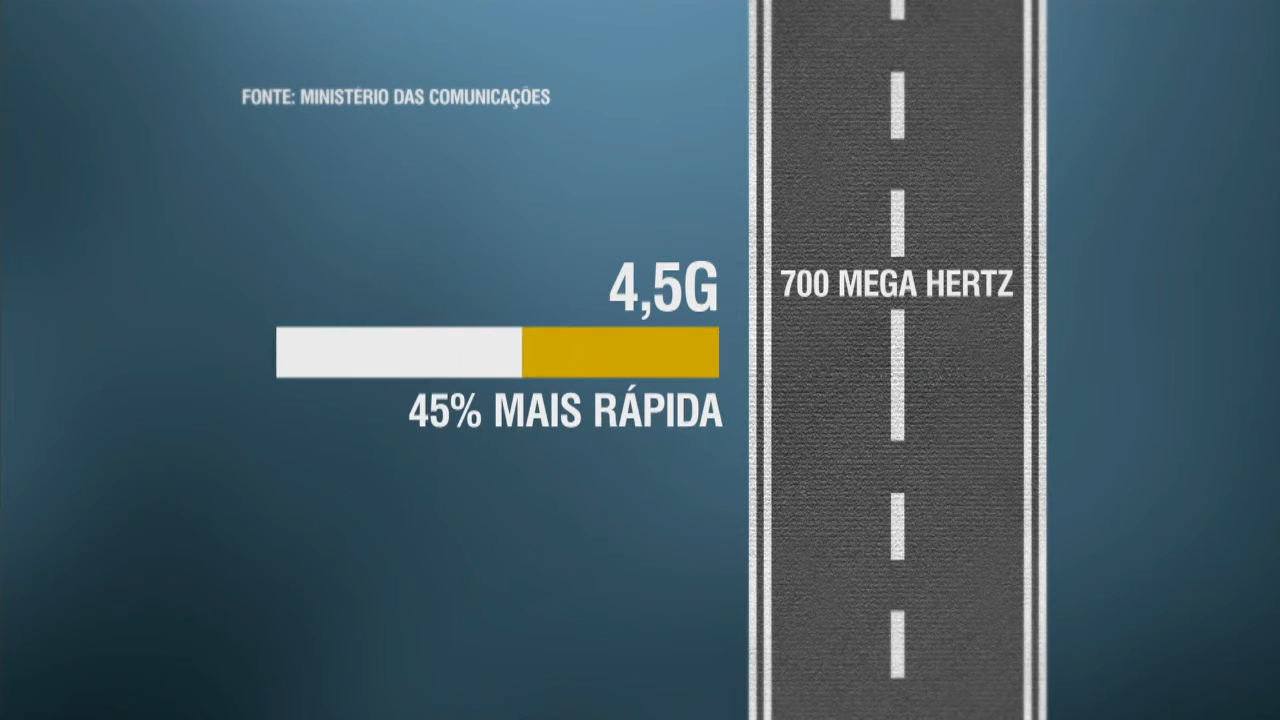 FONTE: MINISTÉRIO DAS COMUNICAÇÕES
4,5G
700 MEGA HERTZ
45% MAIS RÁPIDA